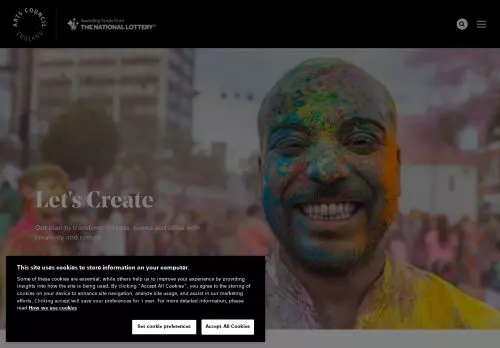 ARTS COUNCIL
ENGLAND
Awarding funds from
THE NATIONAL LOTTERY®
Let's Create
Our plan to transform villages, towns and cities with
creativity and culture
This site uses cookies to store information on your computer.
Some of these cookies are essential, while others help us to improve your experience by providing
insights into how the site is being used. By clicking "Accept All Cookies", you agree to the storing of
cookies on your device to enhance site navigation, analyze site usage, and assist in our marketing
efforts. Clicking accept will save your preferences for 1 year. For more detailed information, please
read How we use cookies
Set cookie preferences
Accept All Cookies